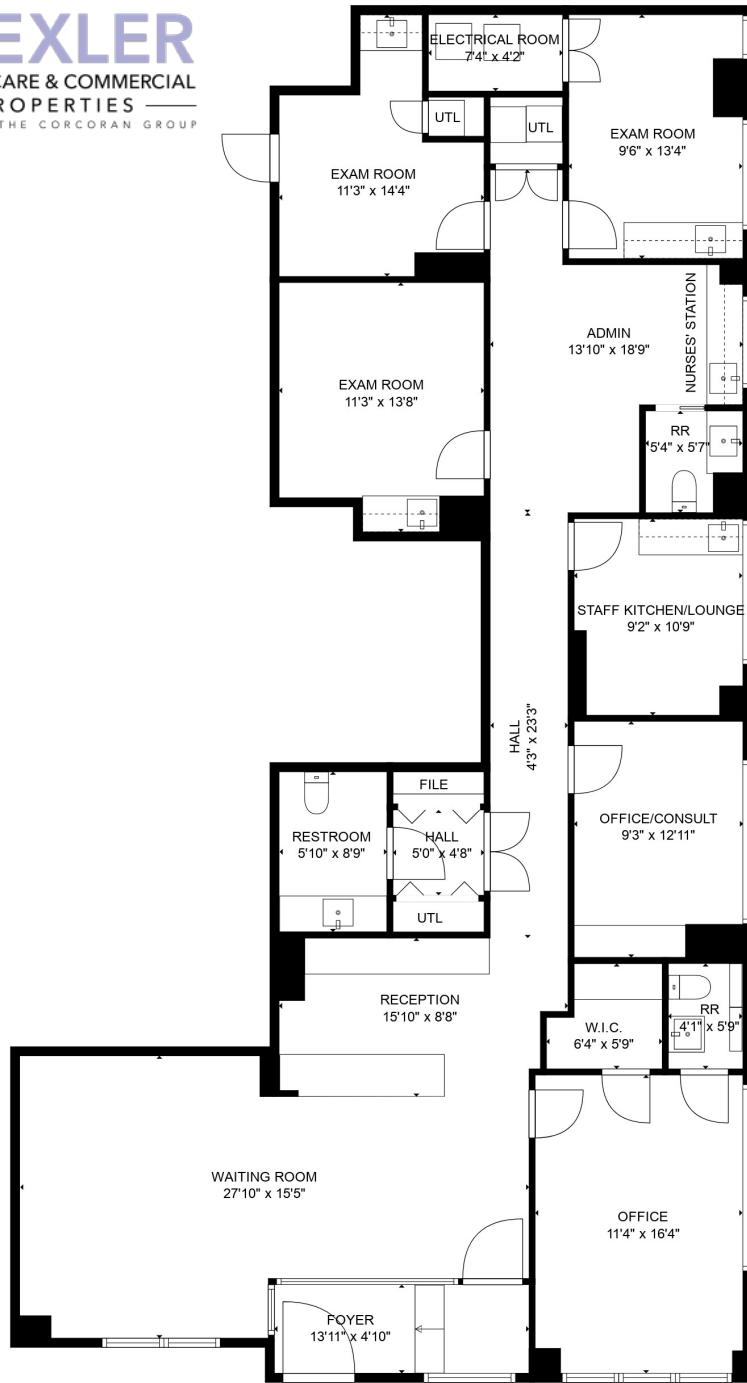 EXLER
CARE & COMMERCIAL
ROPERTIES
THE CORCORAN GROUP
ELECTRICAL ROOM
7'4" x 4'2"
UTL
UTL
EXAM ROOM
9'6" x 13'4"
EXAM ROOM
11'3" x 14'4"
ADMIN
13'10" x 18'9"
NURSES' STATION
EXAM ROOM
11'3" x 13'8"
RR
5'4" x 5'7"
STAFF KITCHEN/LOUNGE
9'2" x 10'9"
HALL
4'3" x 23'3"
FILE
RESTROOM
5'10" x 8'9"
HALL
5'0" x 4'8"
OFFICE/CONSULT
9'3" x 12'11"
UTL
RECEPTION
15'10" x 8'8"
W.I.C.
6'4" x 5'9"
RR
4'1" x 5'9"
WAITING ROOM
27'10" x 15'5"
OFFICE
11'4" x 16'4"
FOYER
13'11" x 4'10"